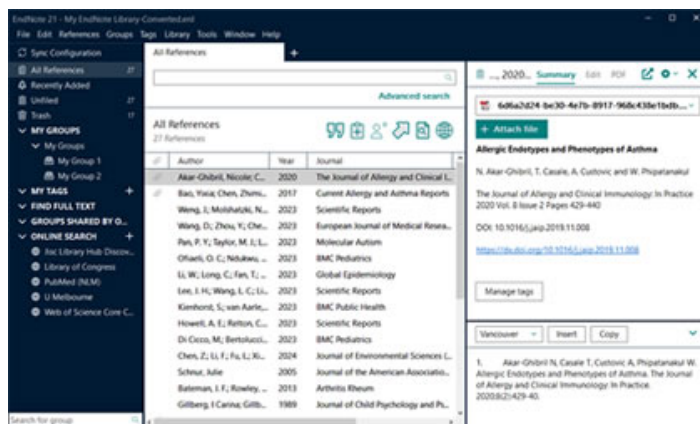 EndNote 21 - My EndNote Library-Converted.enl
File Edit References Groups Tags Library Tools Window Help
Sync Configuration
All References 27
Recently Added
Unfiled 27
Trash 17
MY GROUPS
My Groups
My Group 1
My Group 2
MY TAGS +
FIND FULL TEXT
GROUPS SHARED BY O...
ONLINE SEARCH +
Jisc Library Hub Discov...
Library of Congress
PubMed (NLM)
U Melbourne
Web of Science Core C...
Search for group
All References +
Advanced search
All References
27 References
Author Year Journal
Akar-Ghibril, Nicole; C... 2020 The Journal of Allergy and Clinical I...
Bao, Yixia; Chen, Zhimi... 2017 Current Allergy and Asthma Reports
Weng, J.; Molshatzki, N... 2023 Scientific Reports
Wang, D.; Zhou, Y.; Che... 2023 European Journal of Medical Resea...
Pan, P. Y.; Taylor, M. J.; L... 2023 Molecular Autism
Ofiaeli, O. C.; Ndukwu, ... 2023 BMC Pediatrics
Li, W.; Long, C.; Fan, T.; ... 2023 Global Epidemiology
Lee, J. H.; Wang, L. C.; Li... 2023 Scientific Reports
Kienhorst, S.; van Aarle,... 2023 BMC Public Health
Howell, A. E.; Relton, C... 2023 Scientific Reports
Di Cicco, M.; Bertolucci... 2023 BMC Pediatrics
Chen, Z.; Li, F.; Fu, L.; Xi... 2024 Journal of Environmental Sciences (...
Schnur, Julie 2005 Journal of the American Associatio...
Bateman, J. F.; Rowley, ... 2013 Arthritis Rheum
Gillberg, I Carina; Gillb... 1989 Journal of Child Psychology and Ps...
..., 2020... Summary Edit PDF
6d6a2d24-be30-4e7b-8917-968c438e1bdb...
+ Attach file
Allergic Endotypes and Phenotypes of Asthma
N. Akar-Ghibril, T. Casale, A. Custovic and W. Phipatanakul
The Journal of Allergy and Clinical Immunology: In Practice
2020 Vol. 8 Issue 2 Pages 429-440
DOI: 10.1016/j.jaip.2019.11.008
https://dx.doi.org/10.1016/j.jaip.2019.11.008
Manage tags
Vancouver Insert Copy
1. Akar-Ghibril N, Casale T, Custovic A, Phipatanakul W.
Allergic Endotypes and Phenotypes of Asthma. The Journal
of Allergy and Clinical Immunology: In Practice.
2020;8(2):429-40.